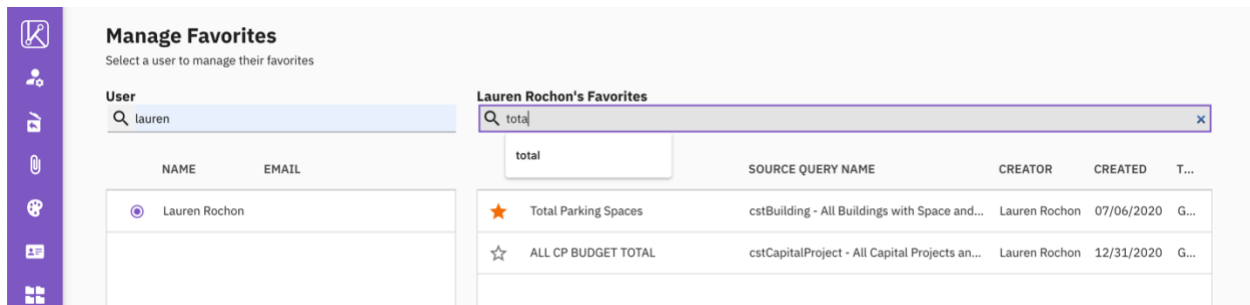 Manage Favorites
Select a user to manage their favorites
User
Lauren Rochon's Favorites
lauren
tota
total
NAME EMAIL
SOURCE QUERY NAME CREATOR CREATED T...
Lauren Rochon
Total Parking Spaces cstBuilding - All Buildings with Space and... Lauren Rochon 07/06/2020 G...
ALL CP BUDGET TOTAL cstCapitalProject - All Capital Projects an... Lauren Rochon 12/31/2020 G...